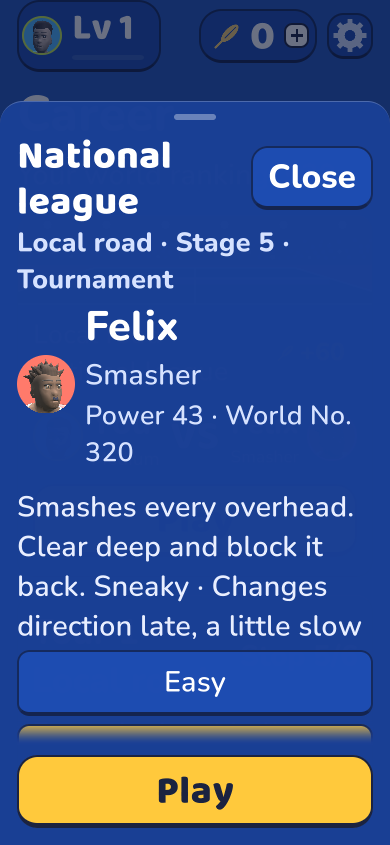 Lv 1
0
Career
National
league
Close
Local road · Stage 5 ·
Tournament
Felix
Smasher
Power 43 · World No.
320
Smashes every overhead.
Clear deep and block it
back. Sneaky · Changes
direction late, a little slow
Easy
Play